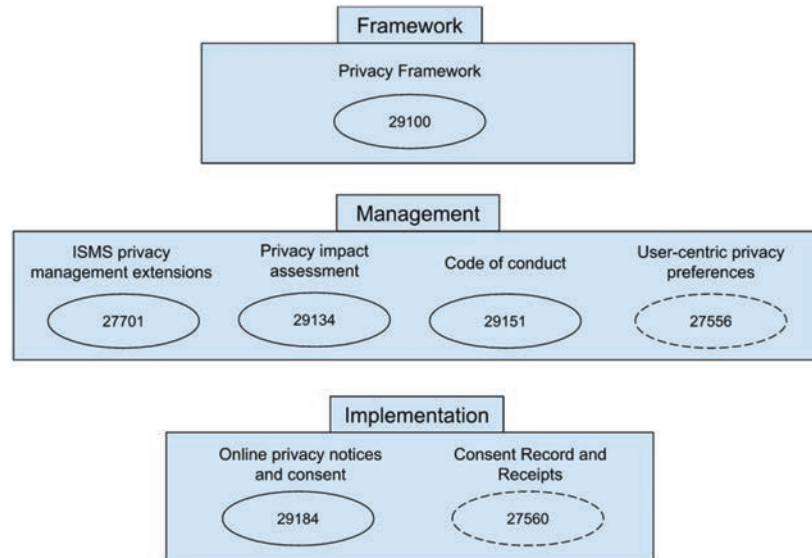 Framework
Privacy Framework
29100
Management
ISMS privacy
management extensions
27701
Privacy impact
assessment
29134
Code of conduct
29151
User-centric privacy
preferences
27556
Implementation
Online privacy notices
and consent
29184
Consent Record and
Receipts
27560